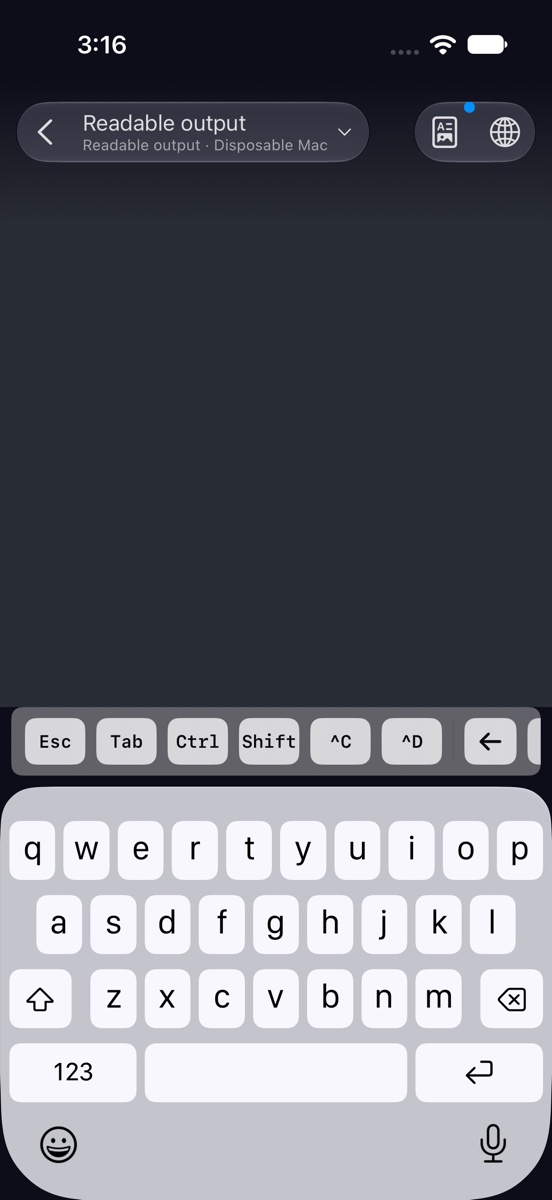 3:16
Readable output
Readable output · Disposable Mac
Esc Tab Ctrl Shift ^C ^D ←
q w e r t y u i o p
a s d f g h j k l
z x c v b n m
123